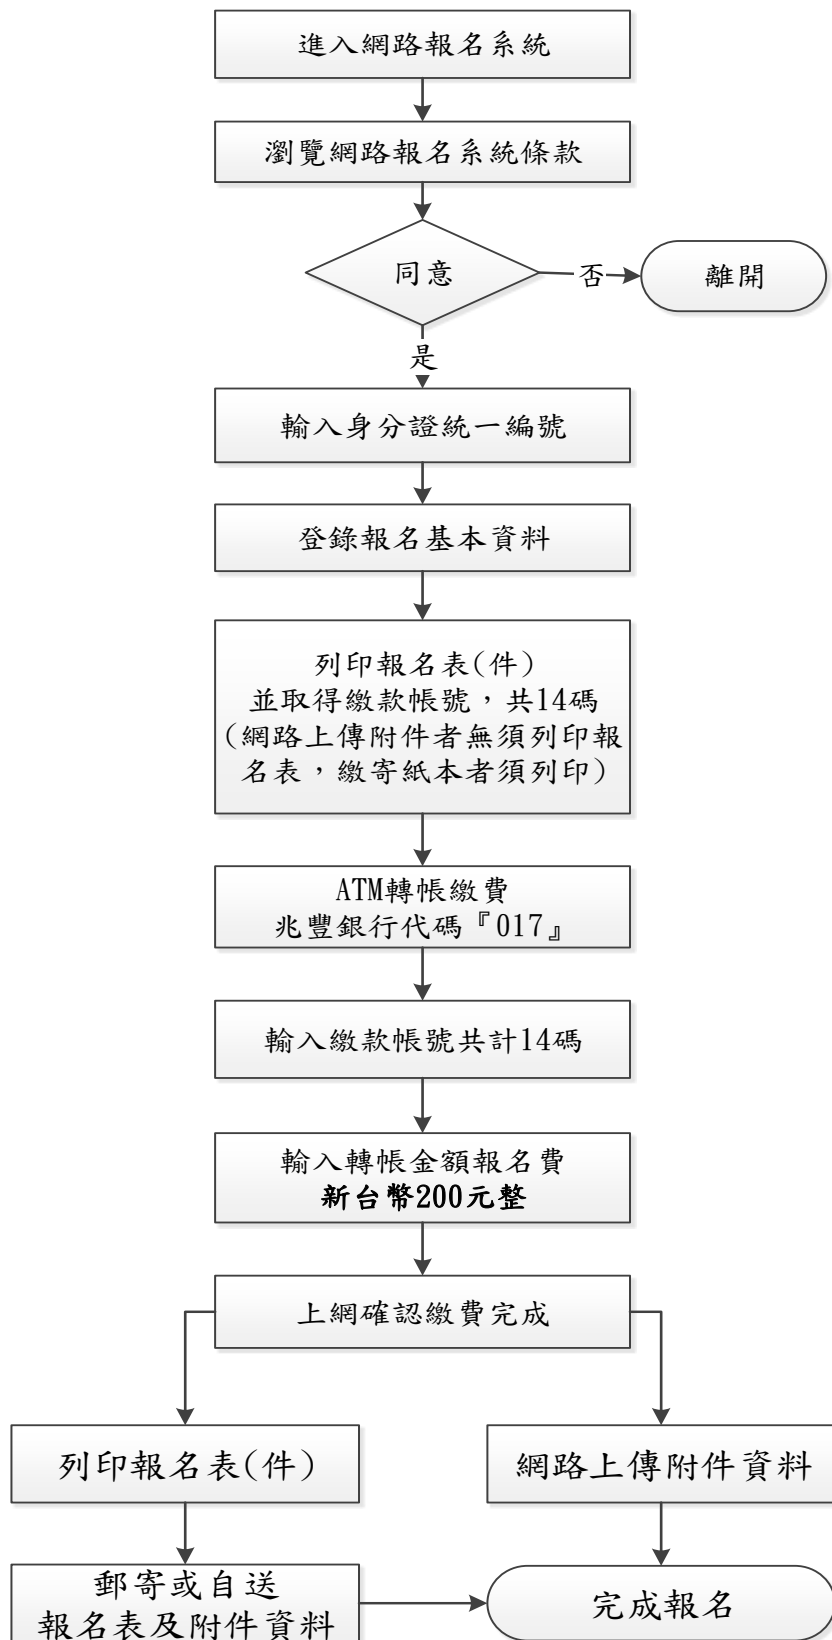 進入網路報名系統
瀏覽網路報名系統條款
同意
否
離開
是
輸入身分證統一編號
登錄報名基本資料
列印報名表(件)
並取得繳款帳號，共14碼
(網路上傳附件者無須列印報
名表，繳寄紙本者須列印)
ATM轉帳繳費
兆豐銀行代碼『017』
輸入繳款帳號共計14碼
輸入轉帳金額報名費
新台幣200元整
上網確認繳費完成
列印報名表(件)
網路上傳附件資料
郵寄或自送
報名表及附件資料
完成報名